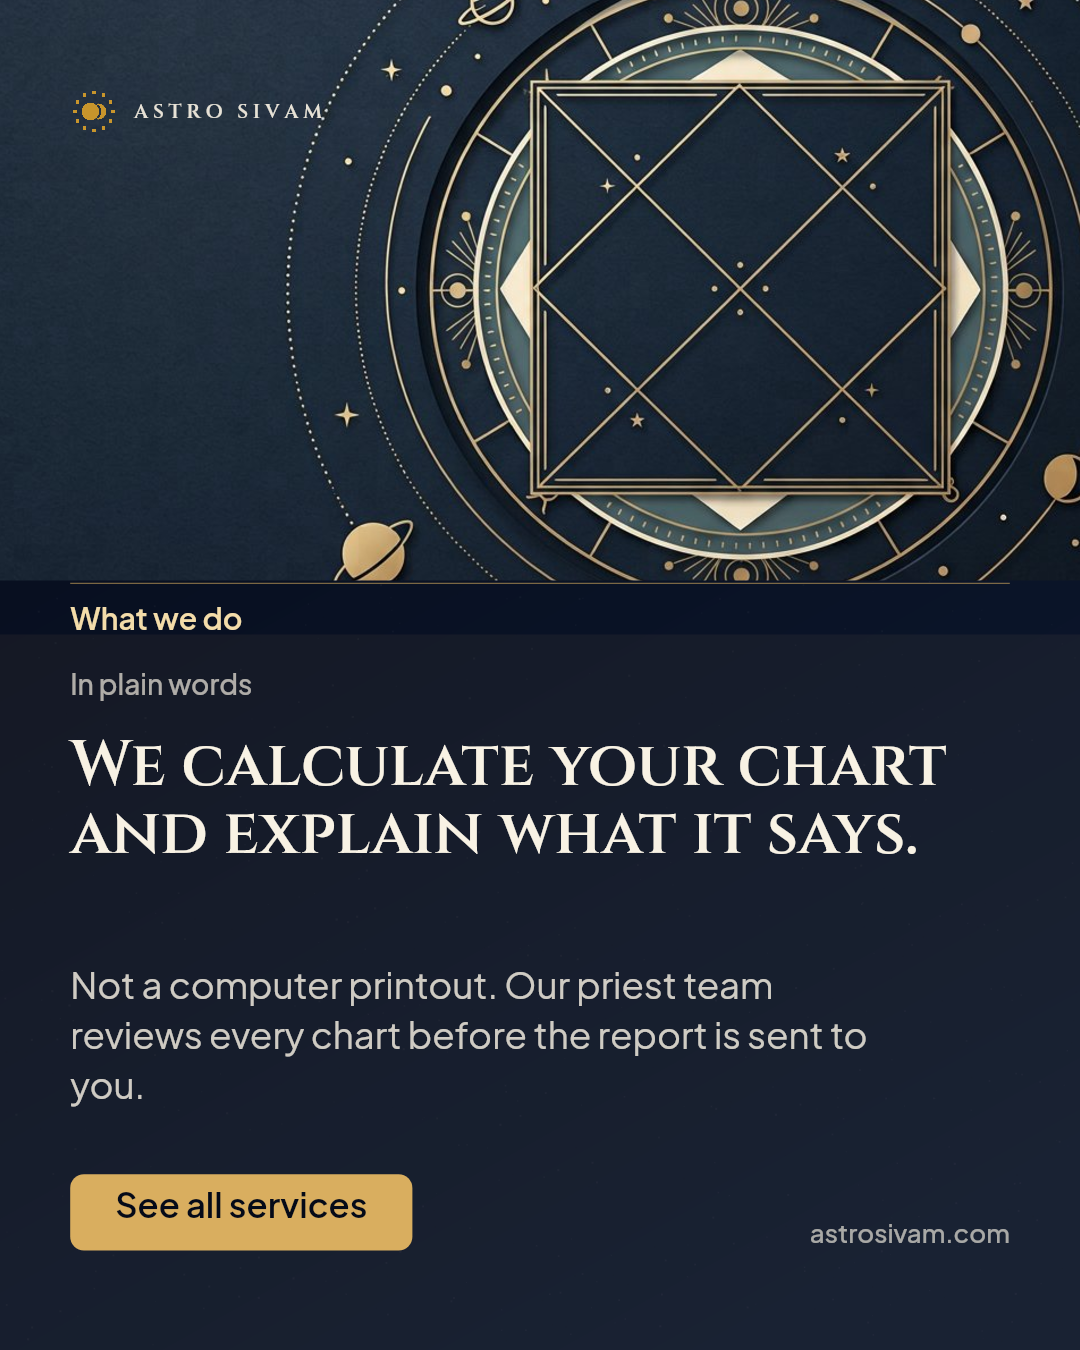 ASTRO SIVAM
What we do
In plain words
We calculate your chart
and explain what it says.
Not a computer printout. Our priest team
reviews every chart before the report is sent to
you.
See all services
astrosivam.com